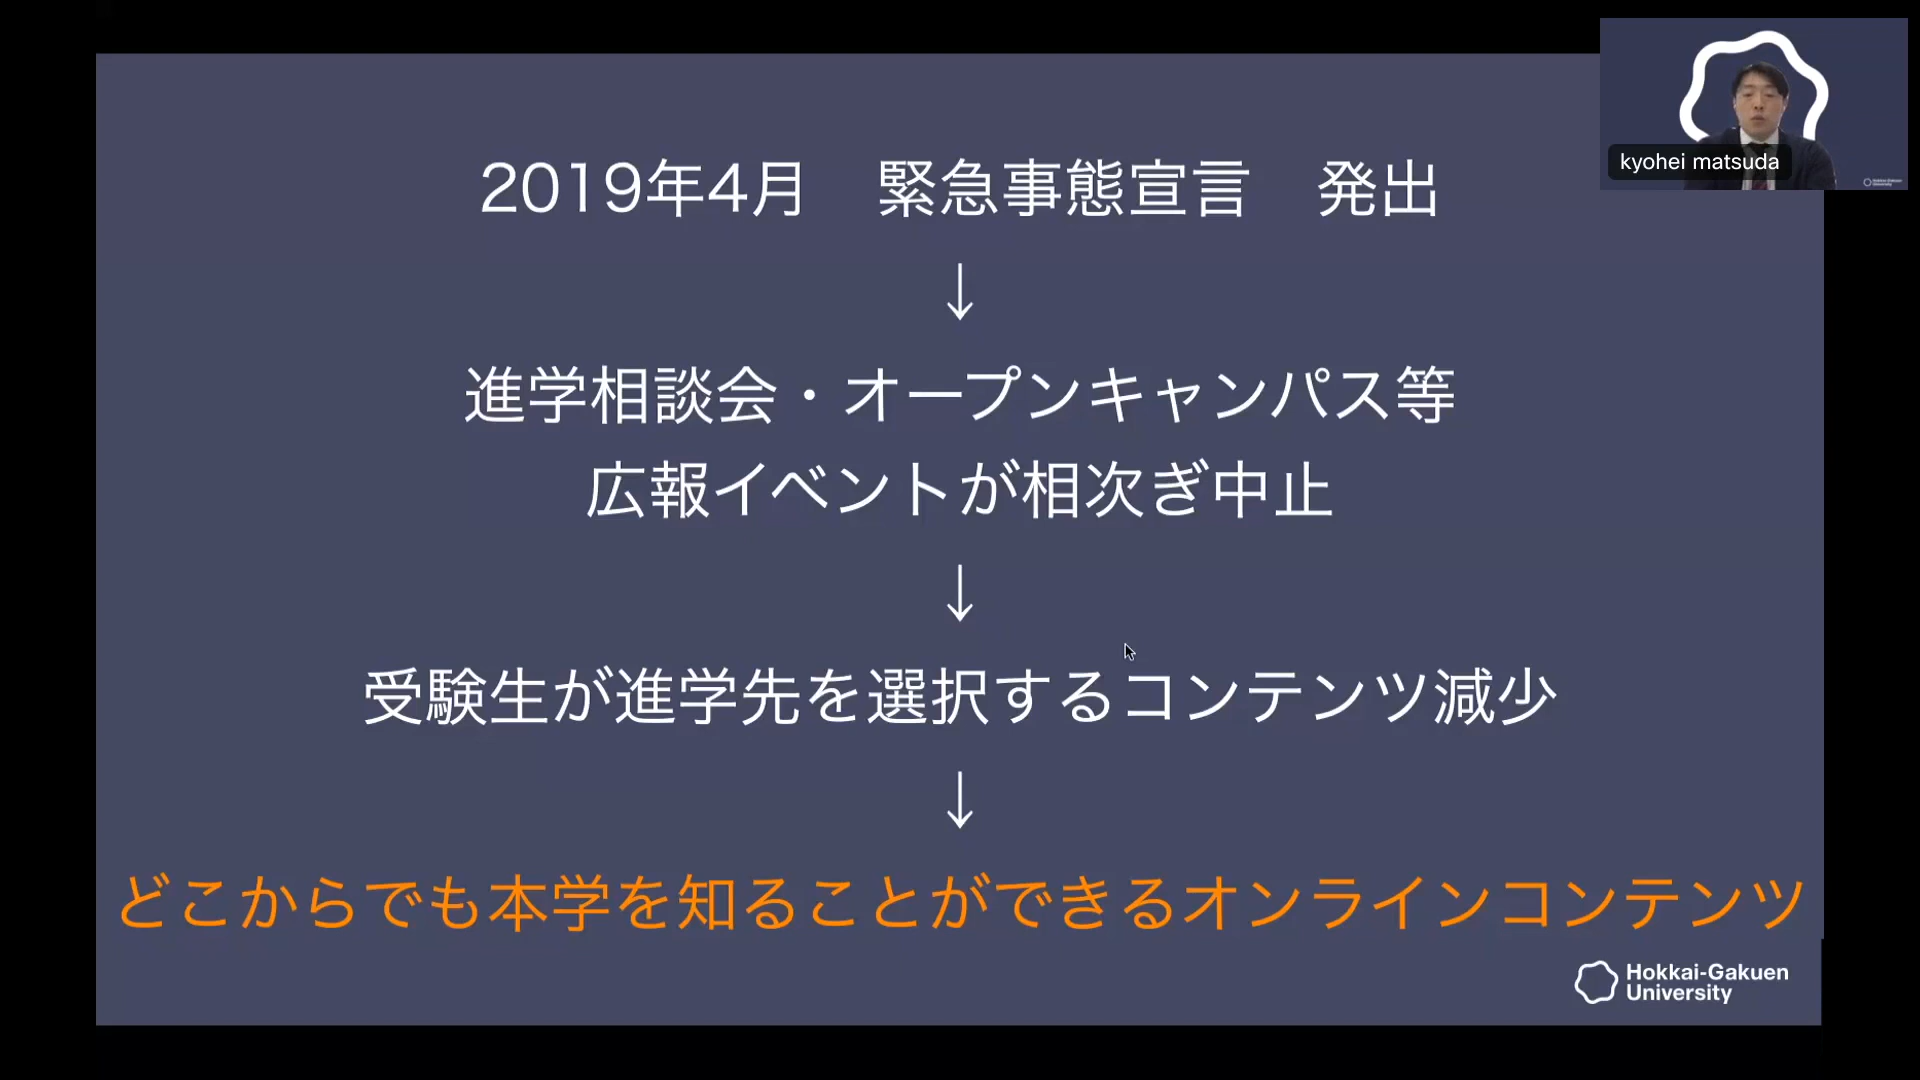 2019年4月　緊急事態宣言　発出
↓
進学相談会・オープンキャンパス等
広報イベントが相次ぎ中止
↓
受験生が進学先を選択するコンテンツ減少
↓
どこからでも本学を知ることができるオンラインコンテンツ
Hokkai-Gakuen
University
kyohei matsuda
Hokkai-Gakuen
University